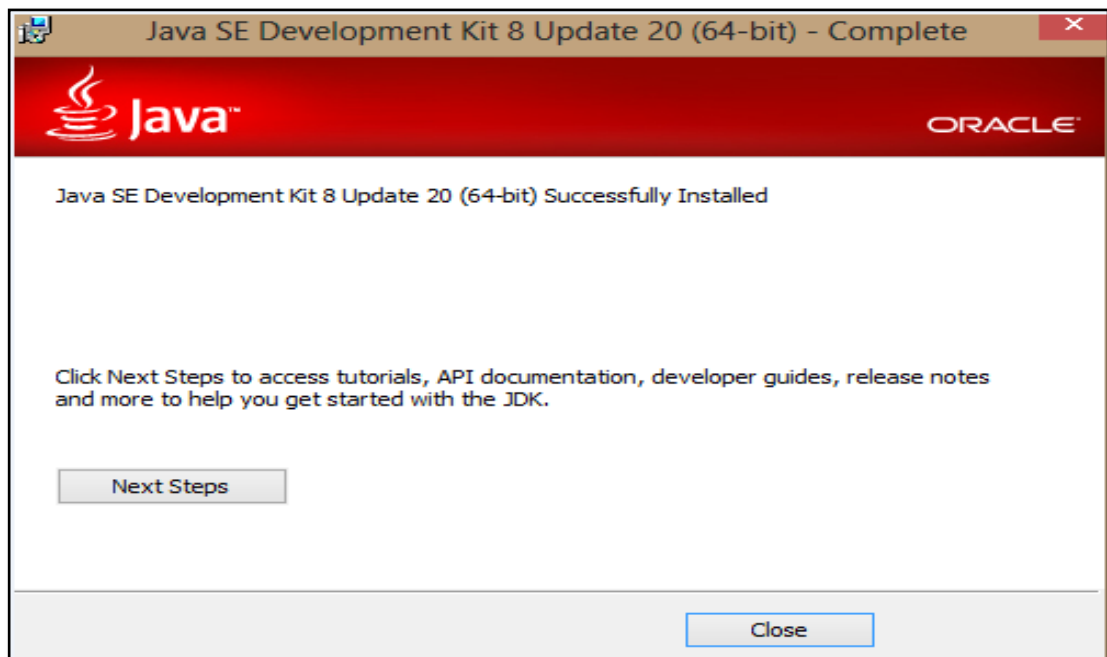 Java SE Development Kit 8 Update 20 (64-bit) - Complete
Java™
ORACLE®
Java SE Development Kit 8 Update 20 (64-bit) Successfully Installed
Click Next Steps to access tutorials, API documentation, developer guides, release notes
and more to help you get started with the JDK.
Next Steps
Close